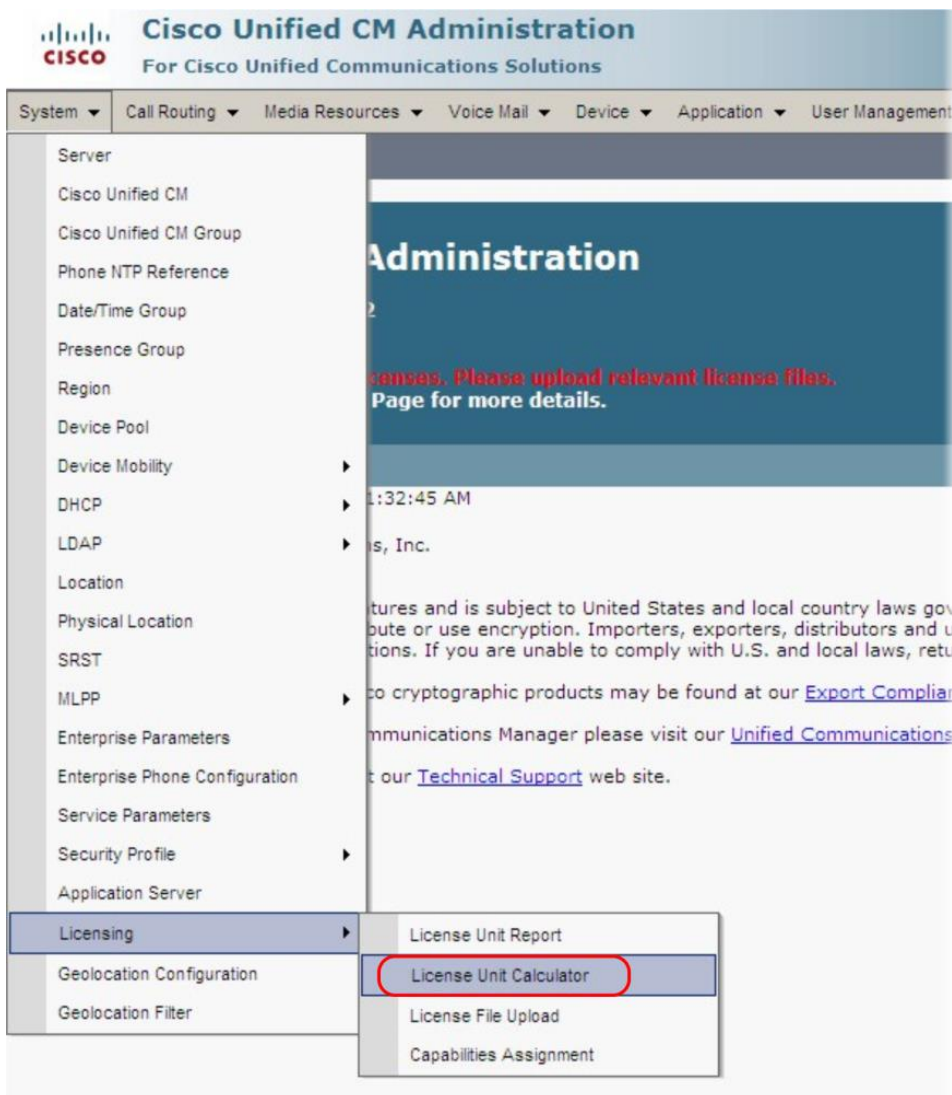 CISCO
Cisco Unified CM Administration
For Cisco Unified Communications Solutions
System Call Routing Media Resources Voice Mail Device Application User Management
Server
Cisco Unified CM
Cisco Unified CM Group
Phone NTP Reference
Date/Time Group
Presence Group
Region
Device Pool
Device Mobility
DHCP
LDAP
Location
Physical Location
SRST
MLPP
Enterprise Parameters
Enterprise Phone Configuration
Service Parameters
Security Profile
Application Server
Licensing
Geolocation Configuration
Geolocation Filter
License Unit Report
License Unit Calculator
License File Upload
Capabilities Assignment
Administration
2
censes. Please upload relevant license files.
Page for more details.
1:32:45 AM
s, Inc.
tures and is subject to United States and local country laws gov
bute or use encryption. Importers, exporters, distributors and u
tions. If you are unable to comply with U.S. and local laws, retu
co cryptographic products may be found at our Export Complian
mmunications Manager please visit our Unified Communications
t our Technical Support web site.